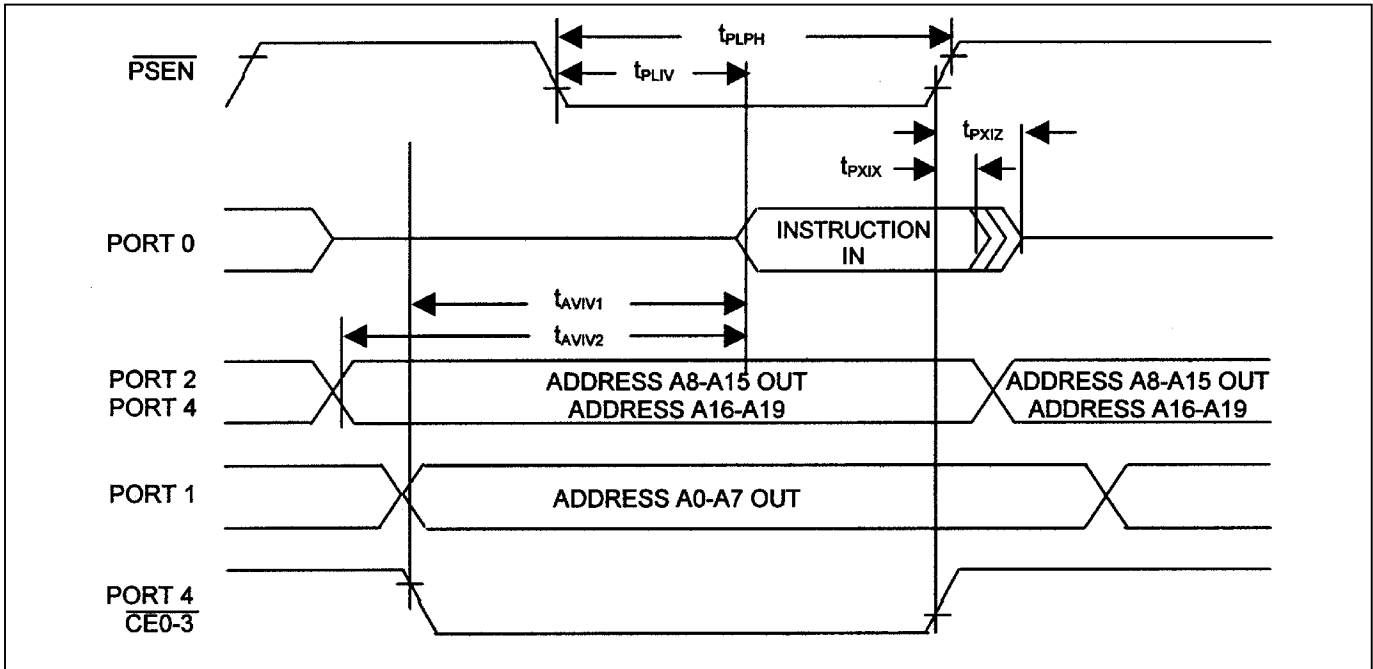 tPLPH
PSEN
tPLIV
tPXIZ
tPXIX
PORT 0
INSTRUCTION
IN
tAVIV1
tAVIV2
PORT 2
PORT 4
ADDRESS A8-A15 OUT
ADDRESS A16-A19
ADDRESS A8-A15 OUT
ADDRESS A16-A19
PORT 1
ADDRESS A0-A7 OUT
PORT 4
CE0-3